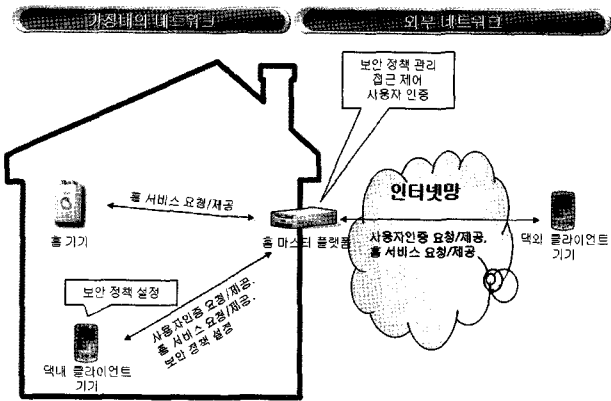 가정내의 네트워크
외부 네트워크
보안 정책 관리
접근 제어
사용자 인증
인터넷망
홈 서비스 요청/제공
홈 기기
홈 마스터 플랫폼
사용자인증 요청/제공,
홈 서비스 요청/제공
댁외 클라이언트
기기
보안 정책 설정
사용자인증 요청/제공,
홈 서비스 요청/제공,
보안 정책 설정
댁내 클라이언트
기기